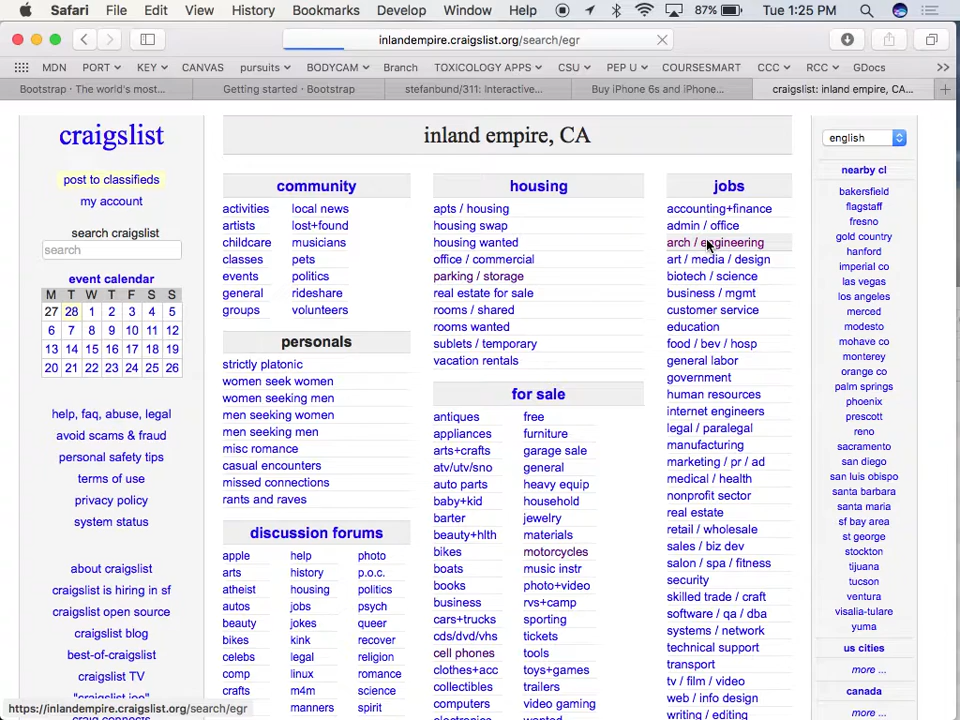 Safari File Edit View History Bookmarks Develop Window Help 87% Tue 1:25 PM
inlandempire.craigslist.org/search/egr
MDN PORT KEY CANVAS pursuits BODYCAM Branch TOXICOLOGY APPS CSU PEP U COURSESMART CCC RCC GDocs
Bootstrap · The world's most... Getting started · Bootstrap stefanbund/311: Interactive... Buy iPhone 6s and iPhone... craigslist: inland empire, CA...
craigslist
post to classifieds
my account
search craigslist
search
event calendar
M T W T F S S
27 28 1 2 3 4 5
6 7 8 9 10 11 12
13 14 15 16 17 18 19
20 21 22 23 24 25 26
help, faq, abuse, legal
avoid scams & fraud
personal safety tips
terms of use
privacy policy
system status
about craigslist
craigslist is hiring in sf
craigslist open source
craigslist blog
best-of-craigslist
craigslist TV
"craigslist joe"
craig connects
inland empire, CA
community
activities local news
artists lost+found
childcare musicians
classes pets
events politics
general rideshare
groups volunteers
personals
strictly platonic
women seek women
women seeking men
men seeking women
men seeking men
misc romance
casual encounters
missed connections
rants and raves
discussion forums
apple help photo
arts history p.o.c.
atheist housing politics
autos jobs psych
beauty jokes queer
bikes kink recover
celebs legal religion
comp linux romance
crafts m4m science
manners spirit
housing
apts / housing
housing swap
housing wanted
office / commercial
parking / storage
real estate for sale
rooms / shared
rooms wanted
sublets / temporary
vacation rentals
for sale
antiques free
appliances furniture
arts+crafts garage sale
atv/utv/sno general
auto parts heavy equip
baby+kid household
barter jewelry
beauty+hlth materials
bikes motorcycles
boats music instr
books photo+video
business rvs+camp
cars+trucks sporting
cds/dvd/vhs tickets
cell phones tools
clothes+acc toys+games
collectibles trailers
computers video gaming
electronics wanted
jobs
accounting+finance
admin / office
arch / engineering
art / media / design
biotech / science
business / mgmt
customer service
education
food / bev / hosp
general labor
government
human resources
internet engineers
legal / paralegal
manufacturing
marketing / pr / ad
medical / health
nonprofit sector
real estate
retail / wholesale
sales / biz dev
salon / spa / fitness
security
skilled trade / craft
software / qa / dba
systems / network
technical support
transport
tv / film / video
web / info design
writing / editing
english
nearby cl
bakersfield
flagstaff
fresno
gold country
hanford
imperial co
las vegas
los angeles
merced
modesto
mohave co
monterey
orange co
palm springs
phoenix
prescott
reno
sacramento
san diego
san luis obispo
santa barbara
santa maria
sf bay area
st george
stockton
tijuana
tucson
ventura
visalia-tulare
yuma
us cities
more ...
canada
more ...
https://inlandempire.craigslist.org/search/egr